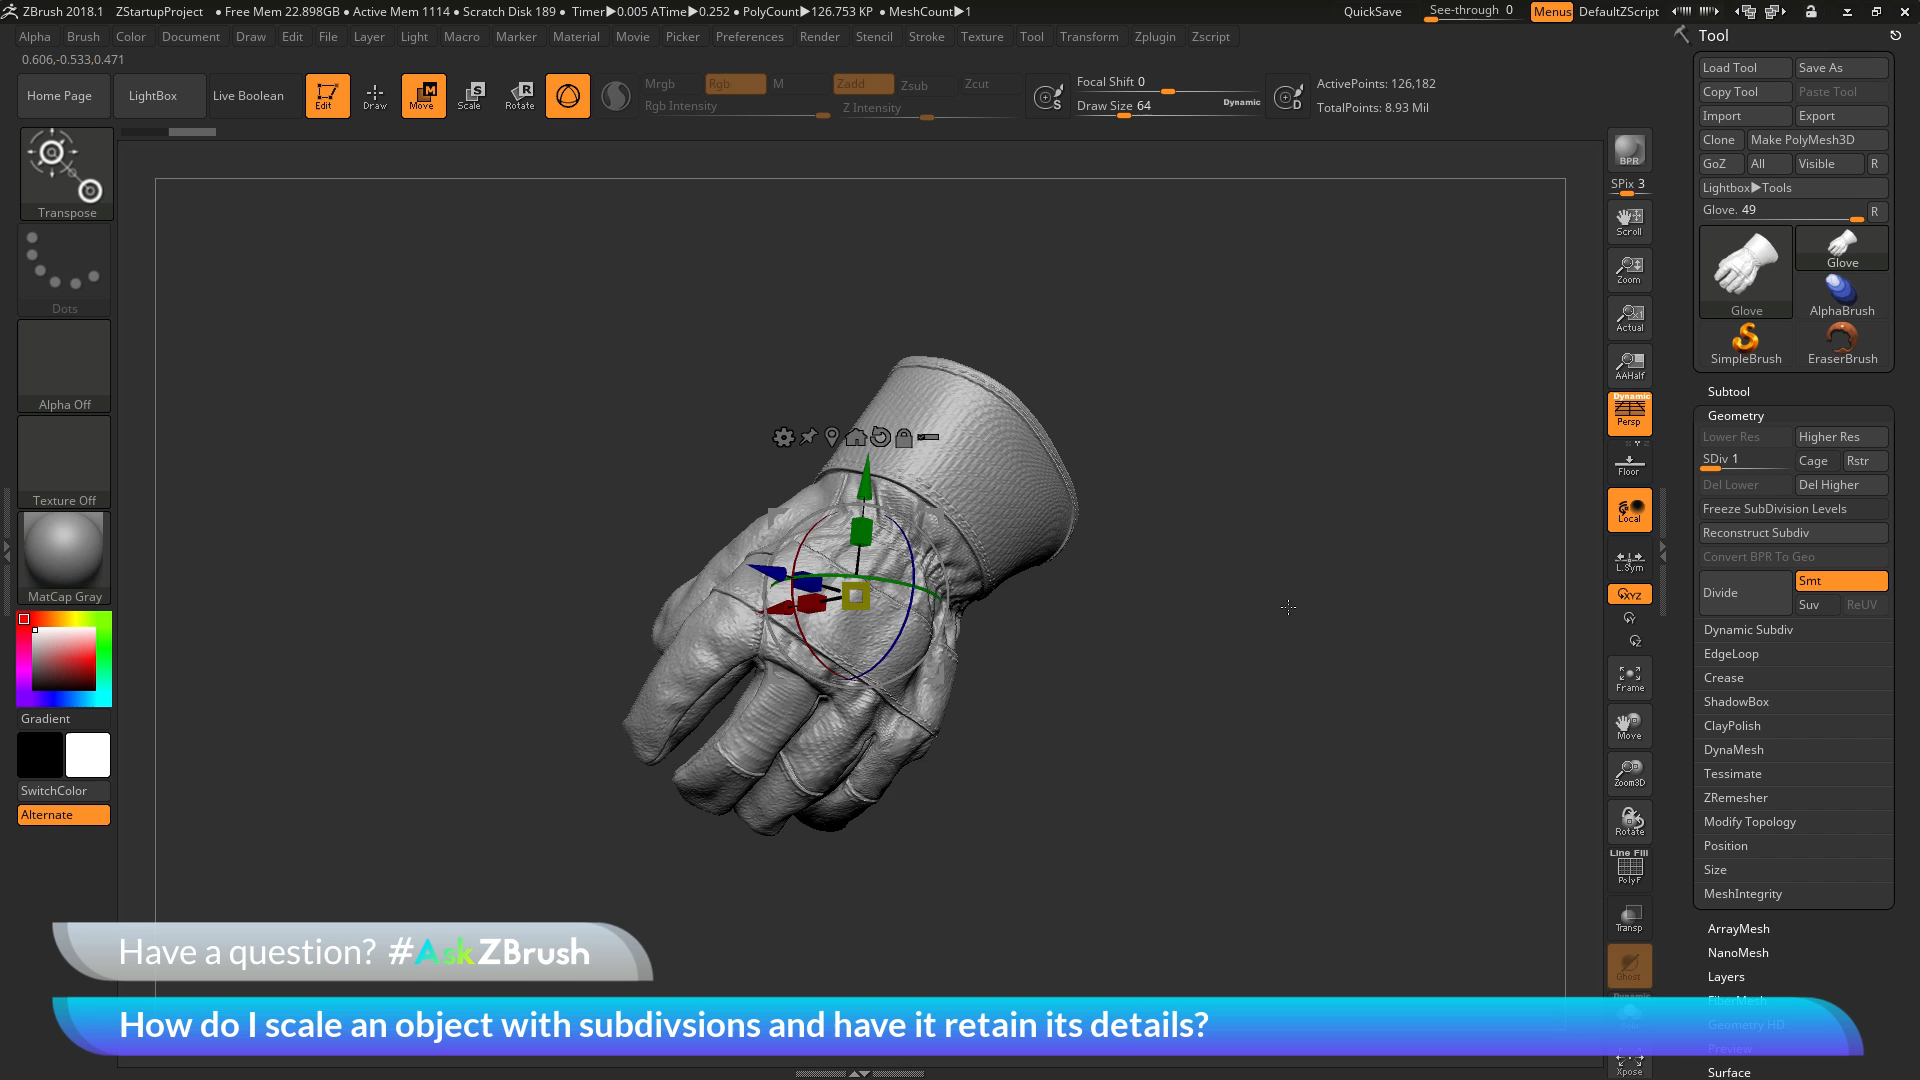 ZBrush 2018.1 ZStartupProject ● Free Mem 22.898GB ● Active Mem 1114 ● Scratch Disk 189 ● Timer▶0.005 ATime▶0.252 ● PolyCount▶126.753 KP ● MeshCount▶1 QuickSave See-through 0 Menus DefaultZScript
Alpha Brush Color Document Draw Edit File Layer Light Macro Marker Material Movie Picker Preferences Render Stencil Stroke Texture Tool Transform Zplugin Zscript
0.606,-0.533,0.471
Home Page LightBox Live Boolean Edit Draw Move Scale Rotate
Mrgb Rgb M Zadd Zsub Zcut
Rgb Intensity Z Intensity
Focal Shift 0
Draw Size 64 Dynamic
ActivePoints: 126,182
TotalPoints: 8.93 Mil
Transpose
Dots
Alpha Off
Texture Off
MatCap Gray
Gradient
SwitchColor
Alternate
BPR
SPix 3
Scroll
Zoom
Actual
AAHalf
Dynamic
Persp
Floor
Local
L.Sym
XYZ
Frame
Move
Zoom3D
Rotate
Line Fill
PolyF
Transp
Ghost
Dynamic
Xpose
Tool
Load Tool Save As
Copy Tool Paste Tool
Import Export
Clone Make PolyMesh3D
GoZ All Visible R
Lightbox▶Tools
Glove. 49 R
Glove
Glove AlphaBrush
SimpleBrush EraserBrush
Subtool
Geometry
Lower Res Higher Res
SDiv 1 Cage Rstr
Del Lower Del Higher
Freeze SubDivision Levels
Reconstruct Subdiv
Convert BPR To Geo
Divide Smt
Suv ReUV
Dynamic Subdiv
EdgeLoop
Crease
ShadowBox
ClayPolish
DynaMesh
Tessimate
ZRemesher
Modify Topology
Position
Size
MeshIntegrity
ArrayMesh
NanoMesh
Layers
FiberMesh
Geometry HD
Preview
Surface
Have a question? #AskZBrush
How do I scale an object with subdivsions and have it retain its details?